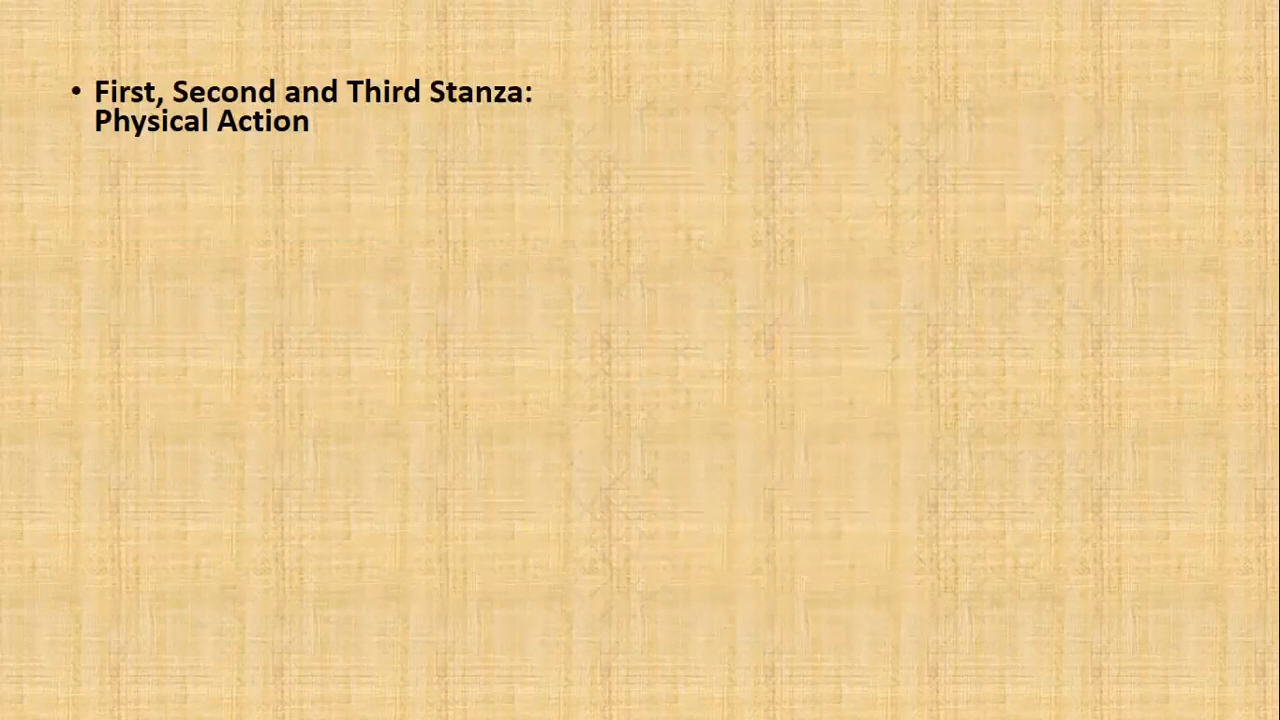 • First, Second and Third Stanza:
Physical Action